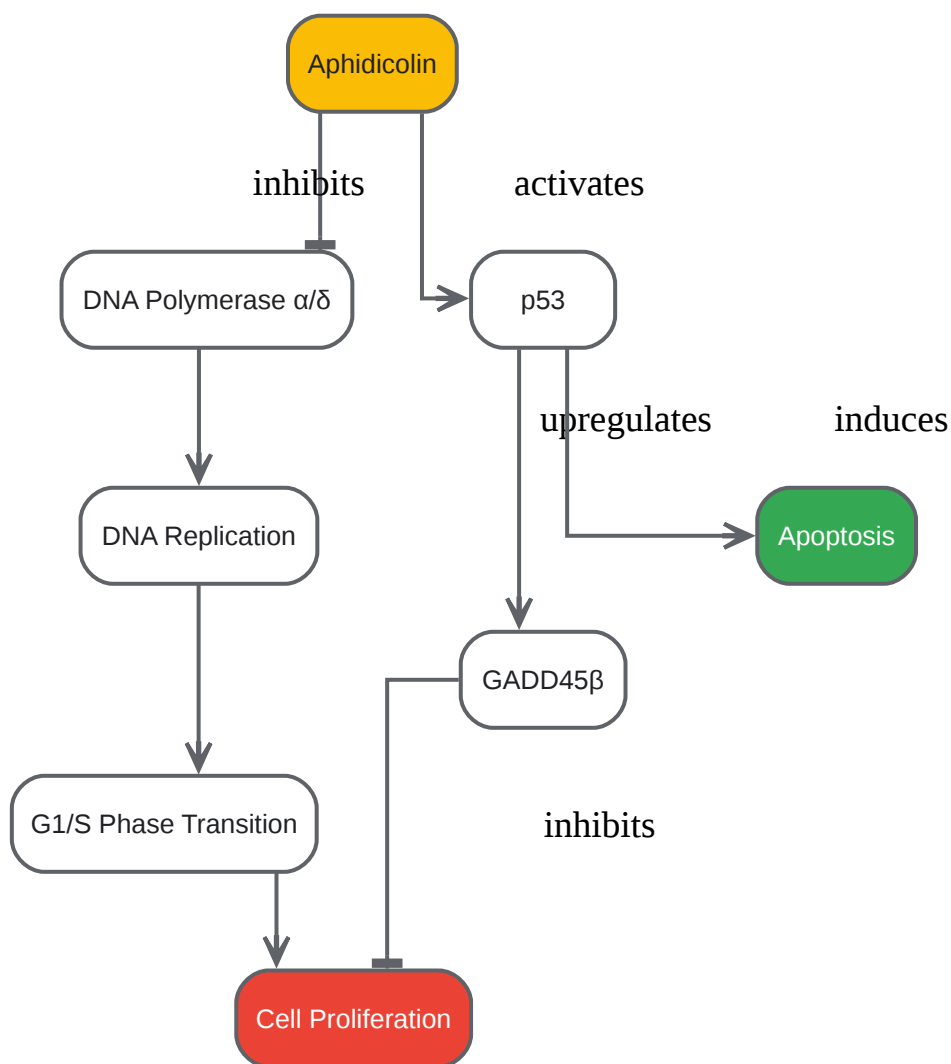 Aphidicolin
inhibits
activates
DNA Polymerase α/δ
p53
upregulates
induces
DNA Replication
Apoptosis
GADD45β
G1/S Phase Transition
inhibits
Cell Proliferation